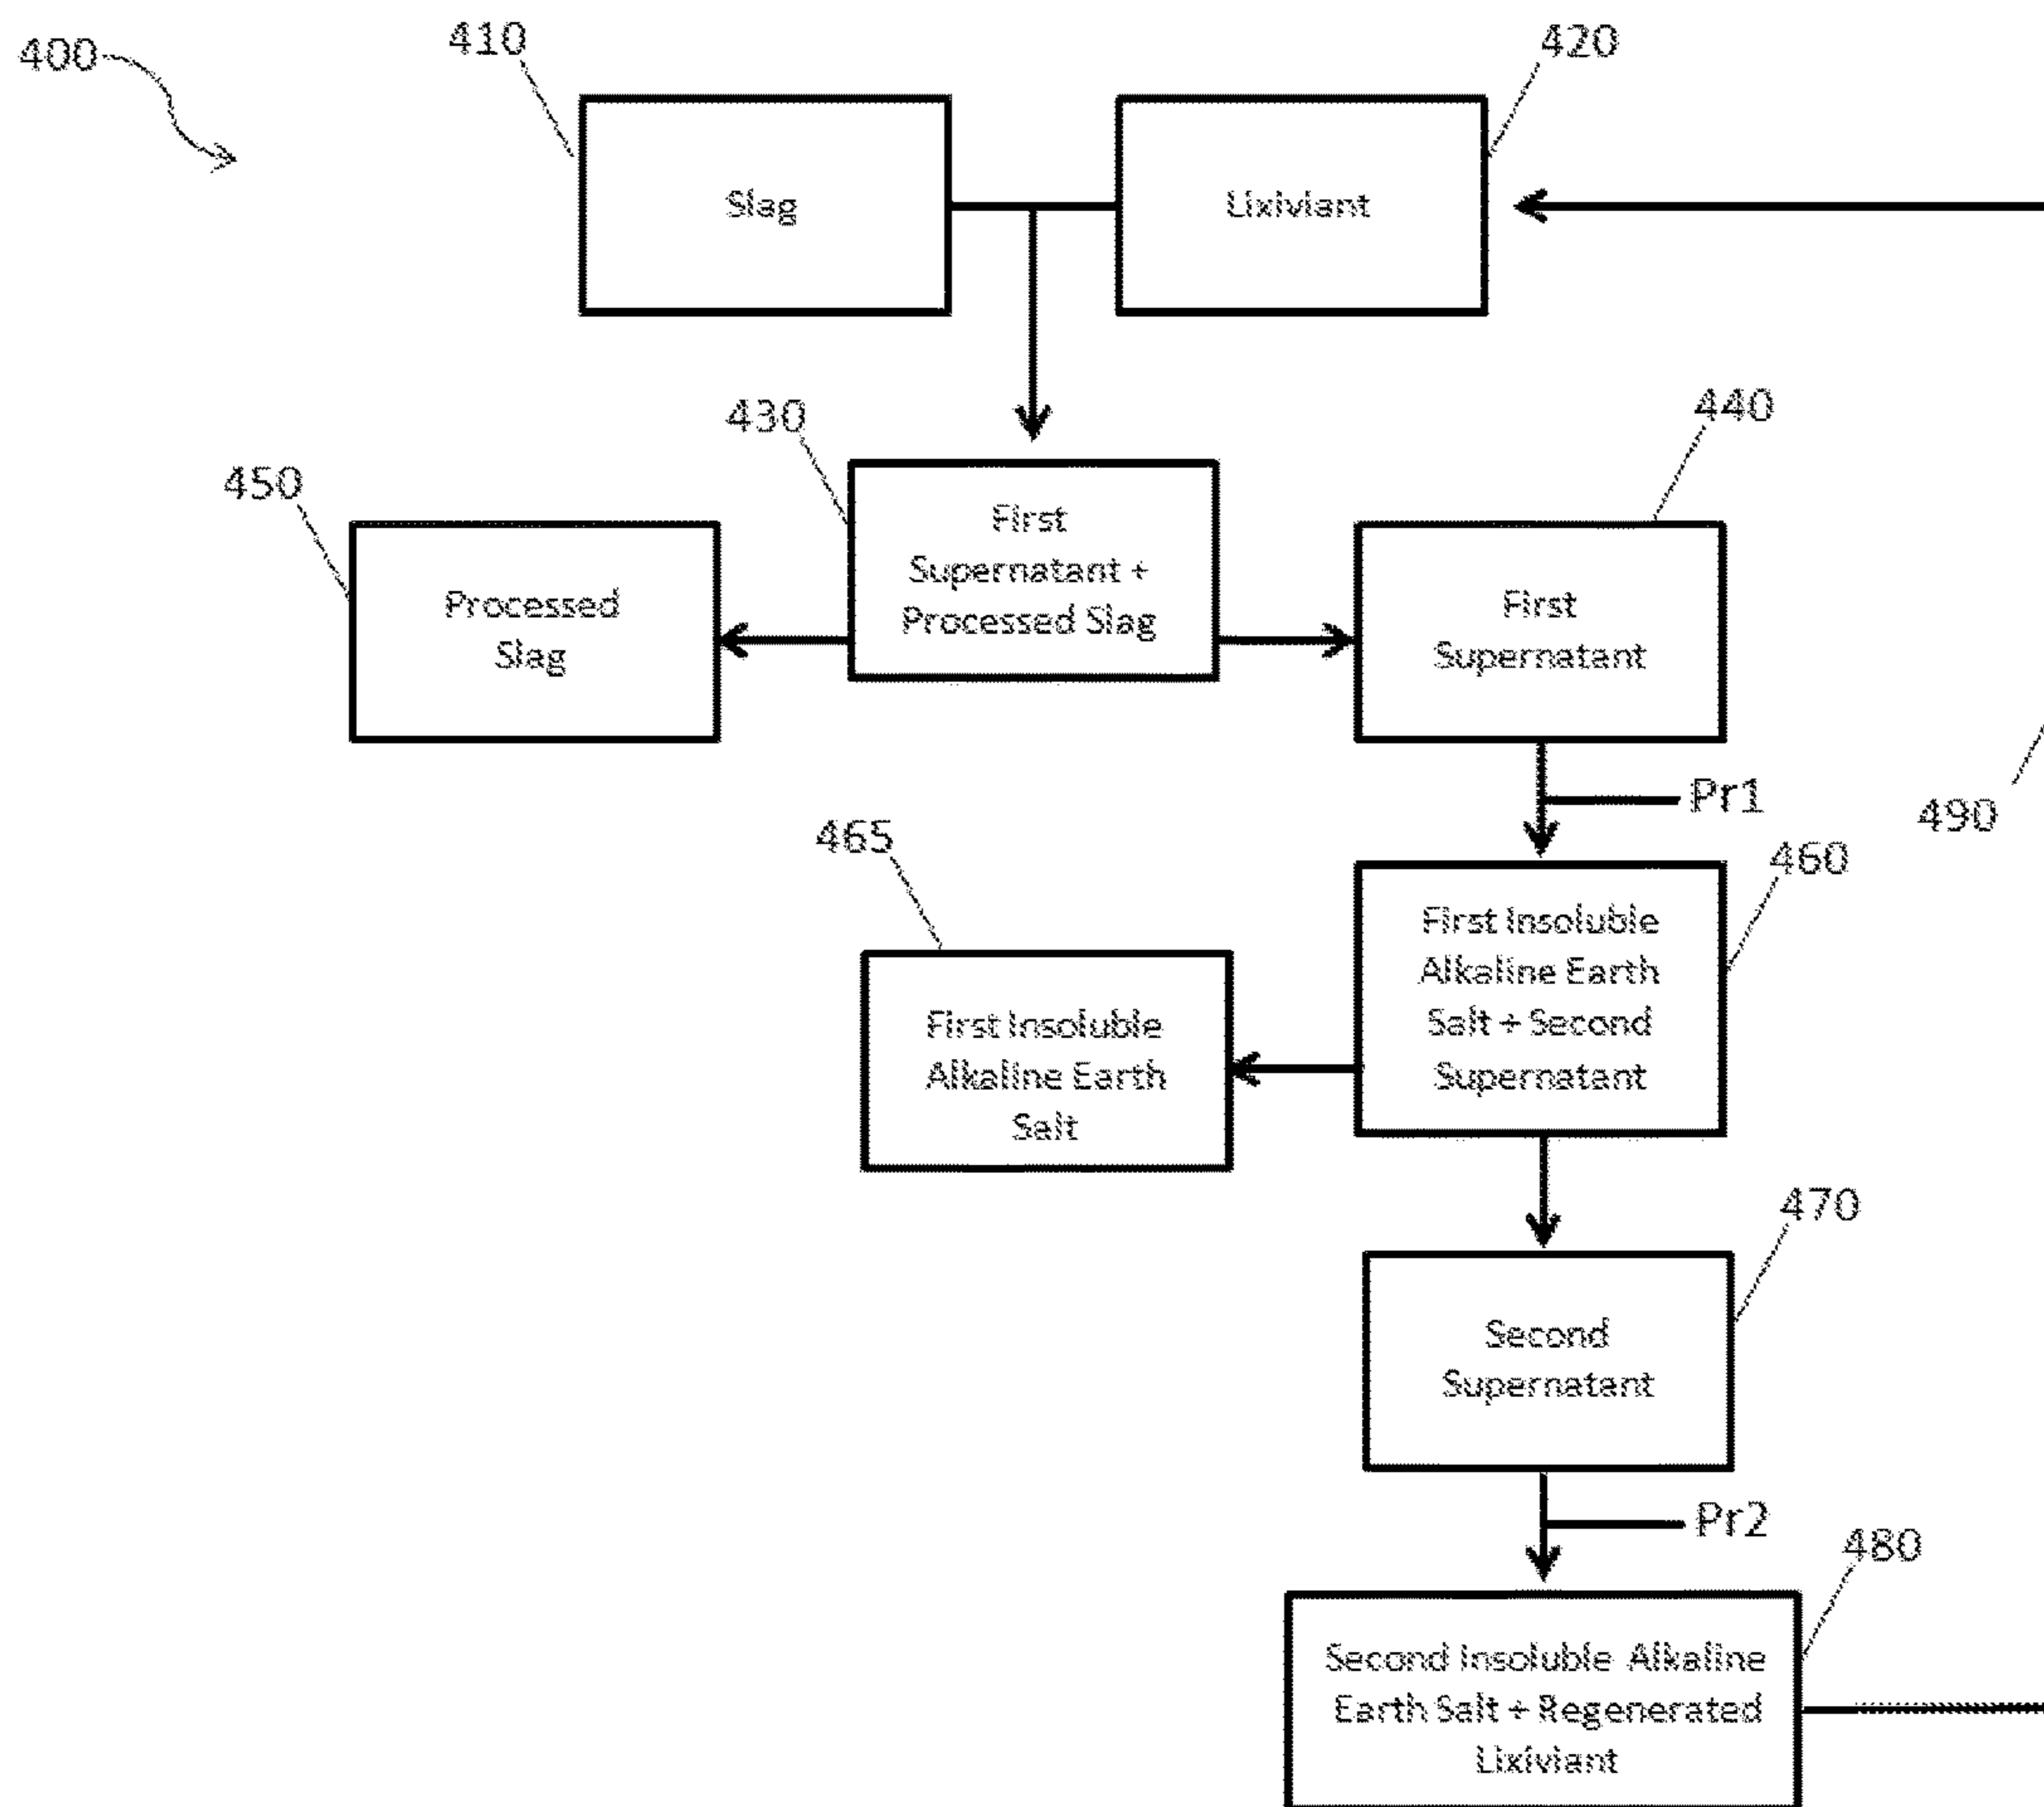 400
410
420
Slag
Lixiviant
430
440
450
First
Supernatant +
Processed Slag
Processed
Slag
First
Supernatant
Pr1
490
465
460
First Insoluble
Alkaline Earth
Salt + Second
Supernatant
First Insoluble
Alkaline Earth
Salt
470
Second
Supernatant
Pr2
480
Second Insoluble Alkaline
Earth Salt + Regenerated
Lixiviant